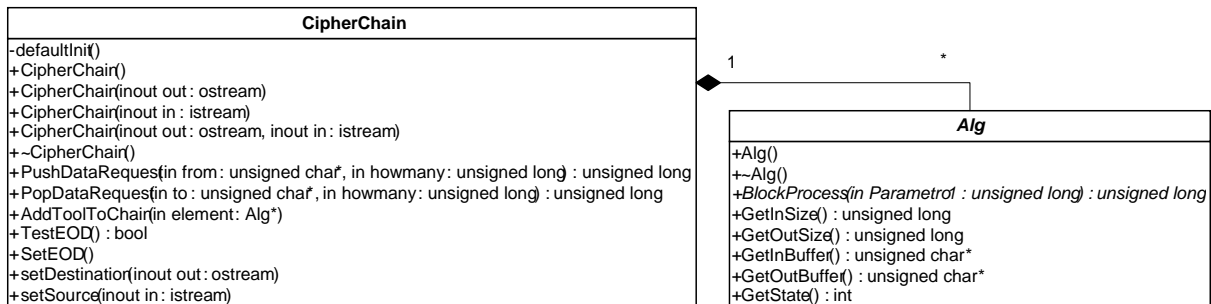 CipherChain
-defaultInit()
+CipherChain()
+CipherChain(inout out : ostream)
+CipherChain(inout in : istream)
+CipherChain(inout out : ostream, inout in : istream)
+~CipherChain()
+PushDataRequest(in from : unsigned char*, in howmany : unsigned long) : unsigned long
+PopDataRequest(in to : unsigned char*, in howmany : unsigned long) : unsigned long
+AddToolToChain(in element : Alg*)
+TestEOD() : bool
+SetEOD()
+setDestination(inout out : ostream)
+setSource(inout in : istream)
1
*
Alg
+Alg()
+~Alg()
+BlockProcess(in Parametro1 : unsigned long) : unsigned long
+GetInSize() : unsigned long
+GetOutSize() : unsigned long
+GetInBuffer() : unsigned char*
+GetOutBuffer() : unsigned char*
+GetState() : int